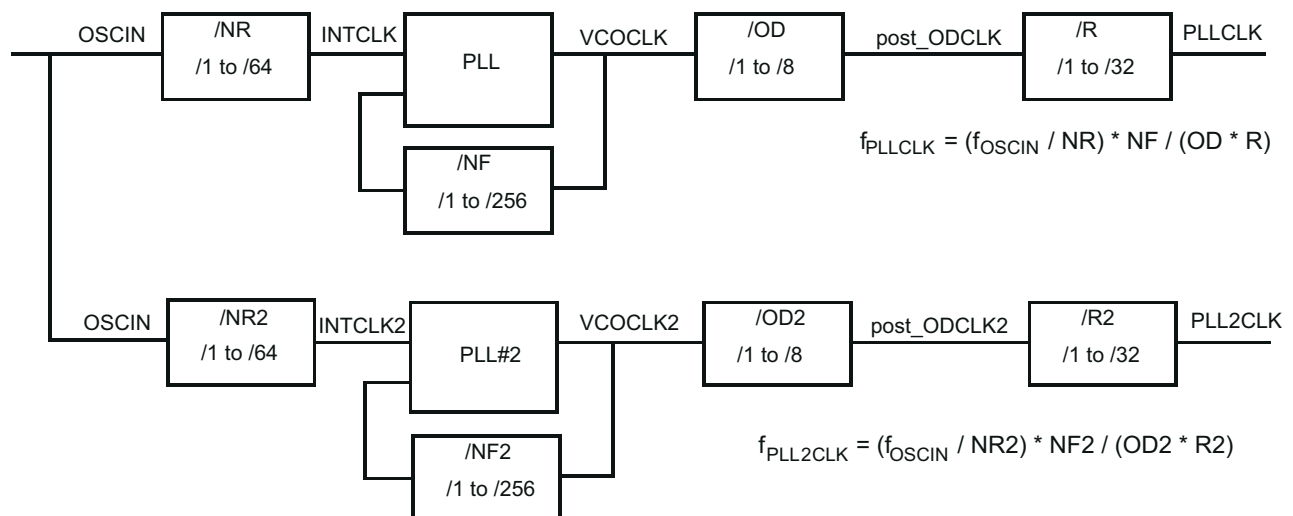 OSCIN
/NR
/1 to /64
INTCLK
PLL
VCOCLK
/OD
/1 to /8
post_ODCLK
/R
/1 to /32
PLLCLK
/NF
/1 to /256
fPLLCLK = (fOSCIN / NR) * NF / (OD * R)
OSCIN
/NR2
/1 to /64
INTCLK2
PLL#2
VCOCLK2
/OD2
/1 to /8
post_ODCLK2
/R2
/1 to /32
PLL2CLK
/NF2
/1 to /256
fPLL2CLK = (fOSCIN / NR2) * NF2 / (OD2 * R2)